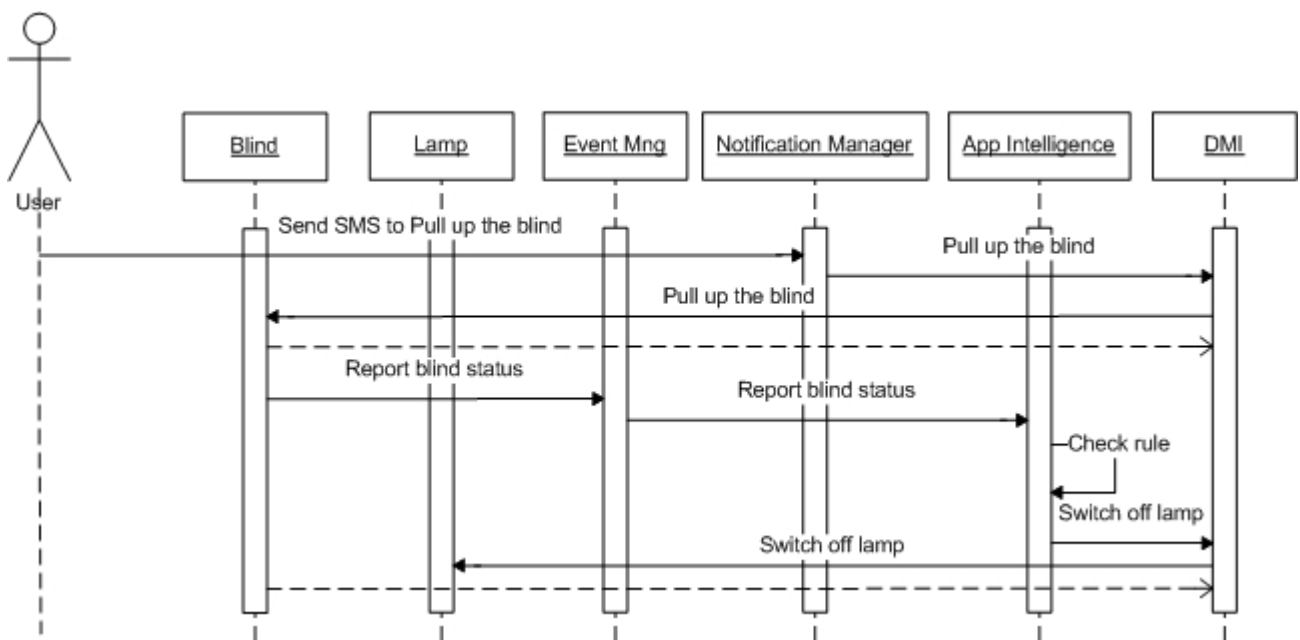 Blind
Lamp
Event Mng
Notification Manager
App Intelligence
DMI
User
Send SMS to Pull up the blind
Pull up the blind
Pull up the blind
Report blind status
Report blind status
Check rule
Switch off lamp
Switch off lamp